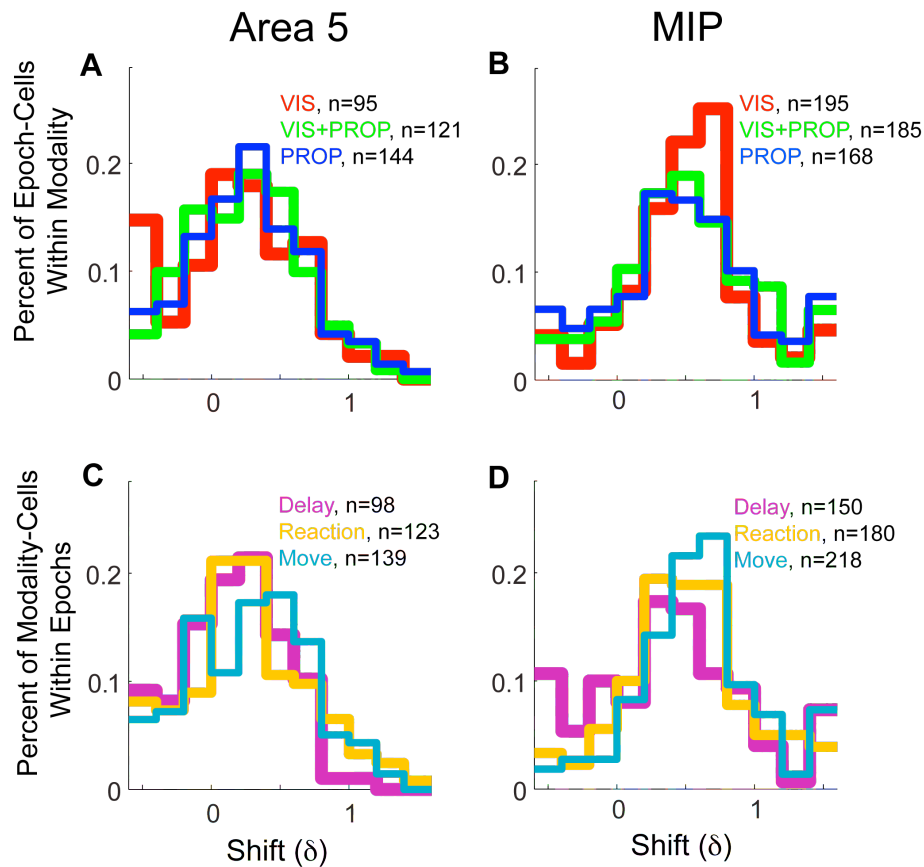 Area 5
MIP
A
B
Percent of Epoch-Cells
Within Modality
0.2
0.1
0
0
1
VIS, n=95
VIS+PROP, n=121
PROP, n=144
0.2
0.1
0
0
1
VIS, n=195
VIS+PROP, n=185
PROP, n=168
C
D
Percent of Modality-Cells
Within Epochs
0.2
0.1
0
0
1
Delay, n=98
Reaction, n=123
Move, n=139
Shift (δ)
0.2
0.1
0
0
1
Delay, n=150
Reaction, n=180
Move, n=218
Shift (δ)